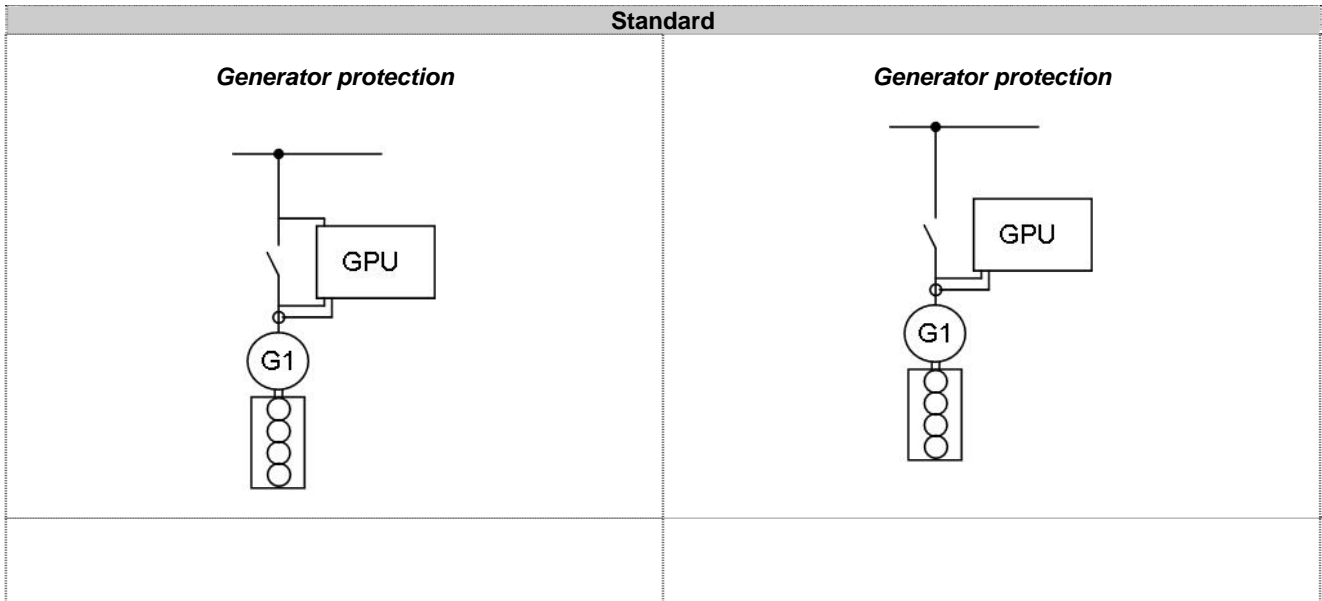 Standard
Generator protection
GPU
G1
Generator protection
GPU
G1